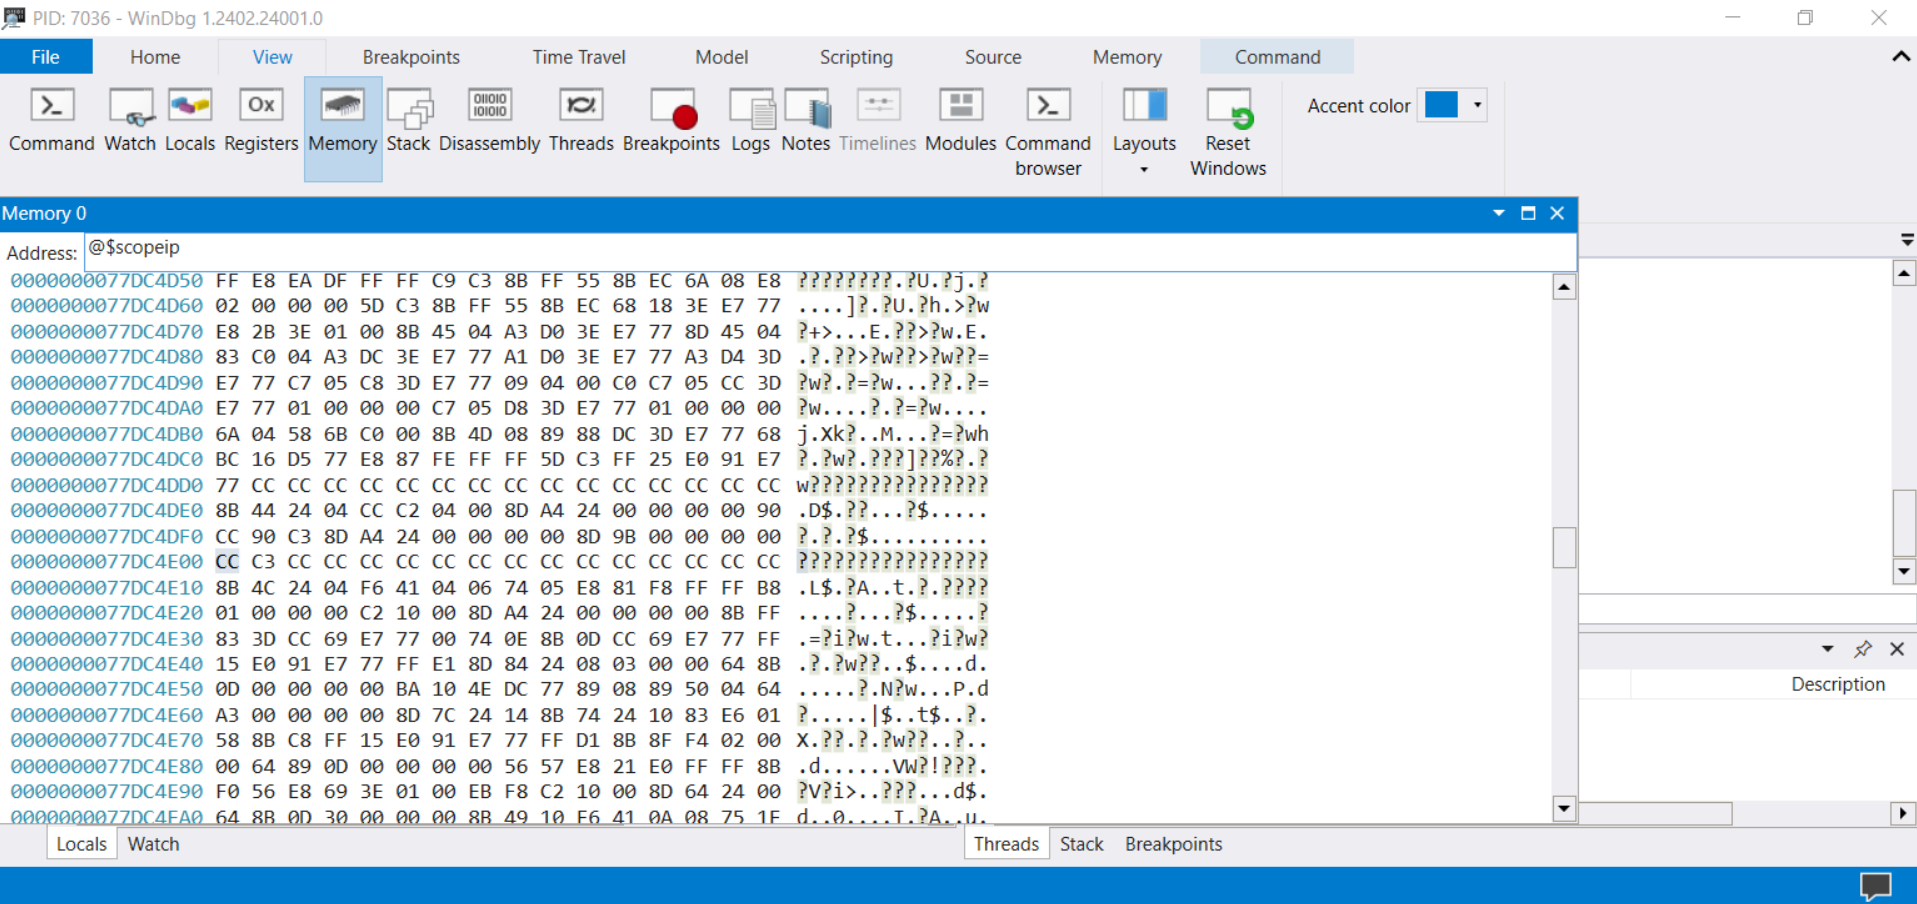 PID: 7036 - WinDbg 1.2402.24001.0
File Home View Breakpoints Time Travel Model Scripting Source Memory Command
Command Watch Locals Registers Memory Stack Disassembly Threads Breakpoints Logs Notes Timelines Modules Command browser Layouts Reset Windows
Accent color
Memory 0
Address: @$scopeip
0000000077DC4D50 FF E8 EA DF FF FF C9 C3 8B FF 55 8B EC 6A 08 E8 ????????.?U.?j.?
0000000077DC4D60 02 00 00 00 5D C3 8B FF 55 8B EC 68 18 3E E7 77 ....]?.?U.?h.>?w
0000000077DC4D70 E8 2B 3E 01 00 8B 45 04 A3 D0 3E E7 77 8D 45 04 ?+>...E.??>?w.E.
0000000077DC4D80 83 C0 04 A3 DC 3E E7 77 A1 D0 3E E7 77 A3 D4 3D .?.??>?w??>?w??=
0000000077DC4D90 E7 77 C7 05 C8 3D E7 77 09 04 00 C0 C7 05 CC 3D ?w?.?=?w...??.?=
0000000077DC4DA0 E7 77 01 00 00 00 C7 05 D8 3D E7 77 01 00 00 00 ?w....?.?=?w....
0000000077DC4DB0 6A 04 58 6B C0 00 8B 4D 08 89 88 DC 3D E7 77 68 j.Xk?..M...?=?wh
0000000077DC4DC0 BC 16 D5 77 E8 87 FE FF FF 5D C3 FF 25 E0 91 E7 ?.?w?.???]??%?.?
0000000077DC4DD0 77 CC CC CC CC CC CC CC CC CC CC CC CC CC CC CC w???????????????
0000000077DC4DE0 8B 44 24 04 CC C2 04 00 8D A4 24 00 00 00 00 90 .D$.??...?$.....
0000000077DC4DF0 CC 90 C3 8D A4 24 00 00 00 00 8D 9B 00 00 00 00 ?.?.?$..........
0000000077DC4E00 CC C3 CC CC CC CC CC CC CC CC CC CC CC CC CC CC ????????????????
0000000077DC4E10 8B 4C 24 04 F6 41 04 06 74 05 E8 81 F8 FF FF B8 .L$.?A..t.?.????
0000000077DC4E20 01 00 00 00 C2 10 00 8D A4 24 00 00 00 00 8B FF ....?...?$.....?
0000000077DC4E30 83 3D CC 69 E7 77 00 74 0E 8B 0D CC 69 E7 77 FF .=?i?w.t...?i?w?
0000000077DC4E40 15 E0 91 E7 77 FF E1 8D 84 24 08 03 00 00 64 8B .?.?w??..$....d.
0000000077DC4E50 0D 00 00 00 00 BA 10 4E DC 77 89 08 89 50 04 64 .....?.N?w...P.d
0000000077DC4E60 A3 00 00 00 00 8D 7C 24 14 8B 74 24 10 83 E6 01 ?.....|$..t$..?.
0000000077DC4E70 58 8B C8 FF 15 E0 91 E7 77 FF D1 8B 8F F4 02 00 X.??.?.?w??..?..
0000000077DC4E80 00 64 89 0D 00 00 00 00 56 57 E8 21 E0 FF FF 8B .d......VW?!???.
0000000077DC4E90 F0 56 E8 69 3E 01 00 EB F8 C2 10 00 8D 64 24 00 ?V?i>..???...d$.
0000000077DC4EA0 64 8B 0D 30 00 00 00 8B 49 10 F6 41 0A 08 75 1F d..0....I.?A..u.
Description
Locals Watch
Threads Stack Breakpoints